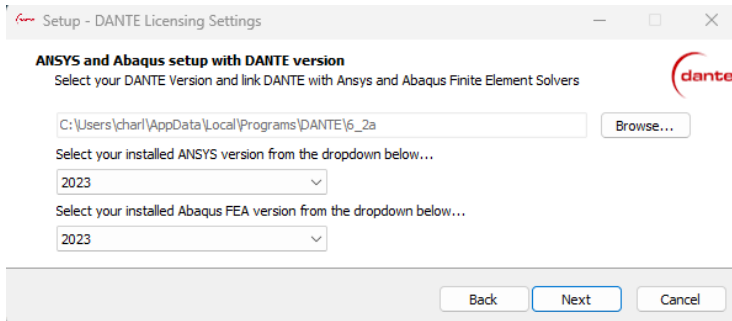 Setup - DANTE Licensing Settings
ANSYS and Abaqus setup with DANTE version
Select your DANTE Version and link DANTE with Ansys and Abaqus Finite Element Solvers
dante
C:\Users\charl\AppData\Local\Programs\DANTE\6_2a
Browse...
Select your installed ANSYS version from the dropdown below...
2023
Select your installed Abaqus FEA version from the dropdown below...
2023
Back Next Cancel